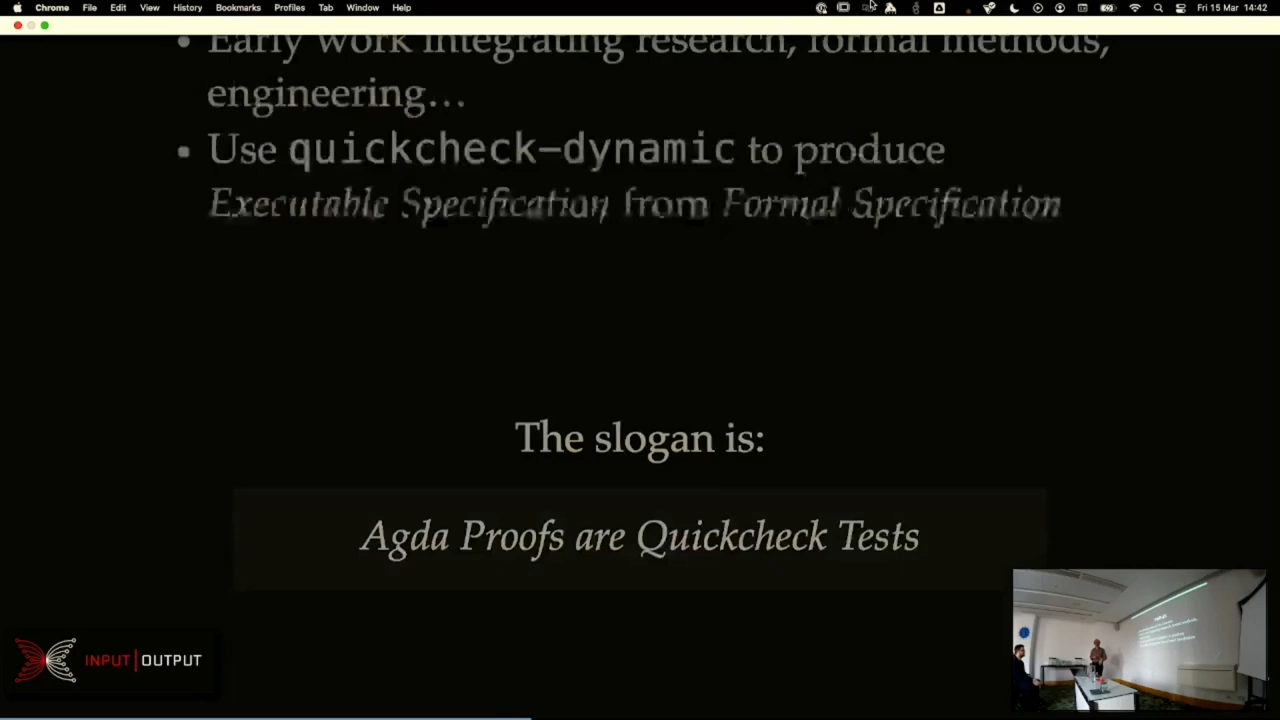 Chrome File Edit View History Bookmarks Profiles Tab Window Help Fri 15 Mar 14:42
• Early work integrating research, formal methods,
engineering…
▪ Use quickcheck-dynamic to produce
Executable Specification from Formal Specification
The slogan is:
Agda Proofs are Quickcheck Tests
INPUT|OUTPUT